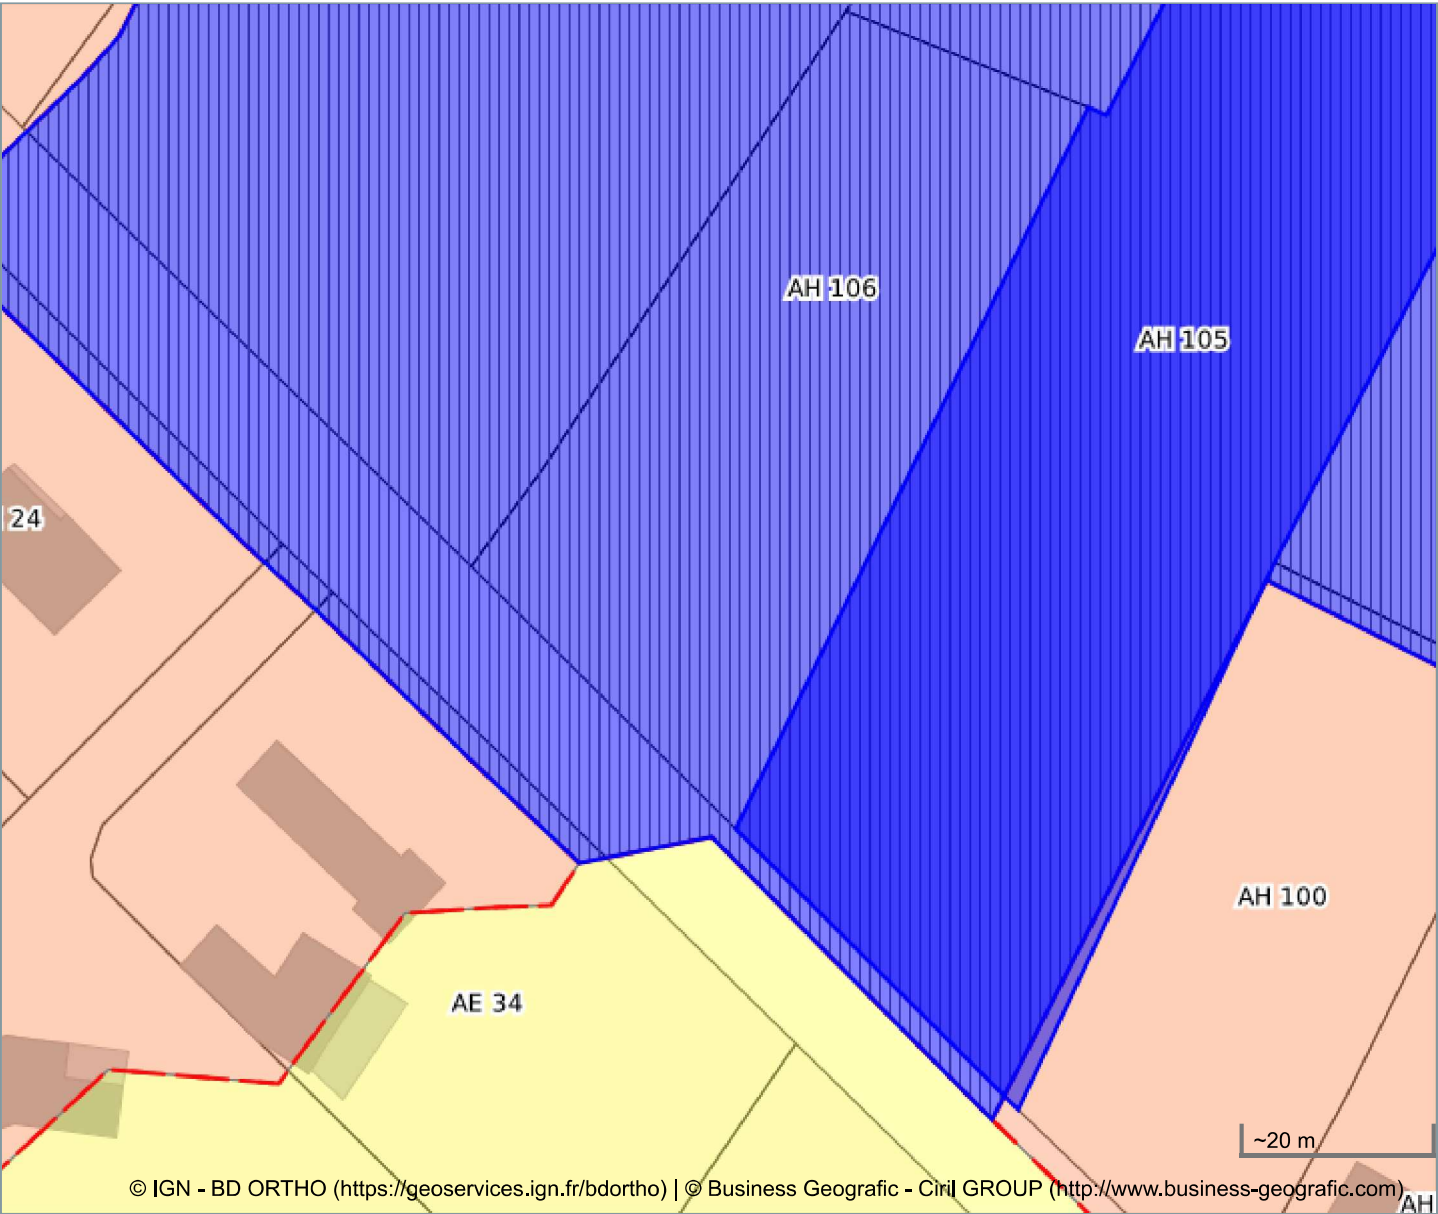 AH 106
AH 105
24
AH 100
AE 34
~20 m
© IGN - BD ORTHO (https://geoservices.ign.fr/bdortho) | © Business Geografic - Ciril GROUP (http://www.business-geografic.com)
AH